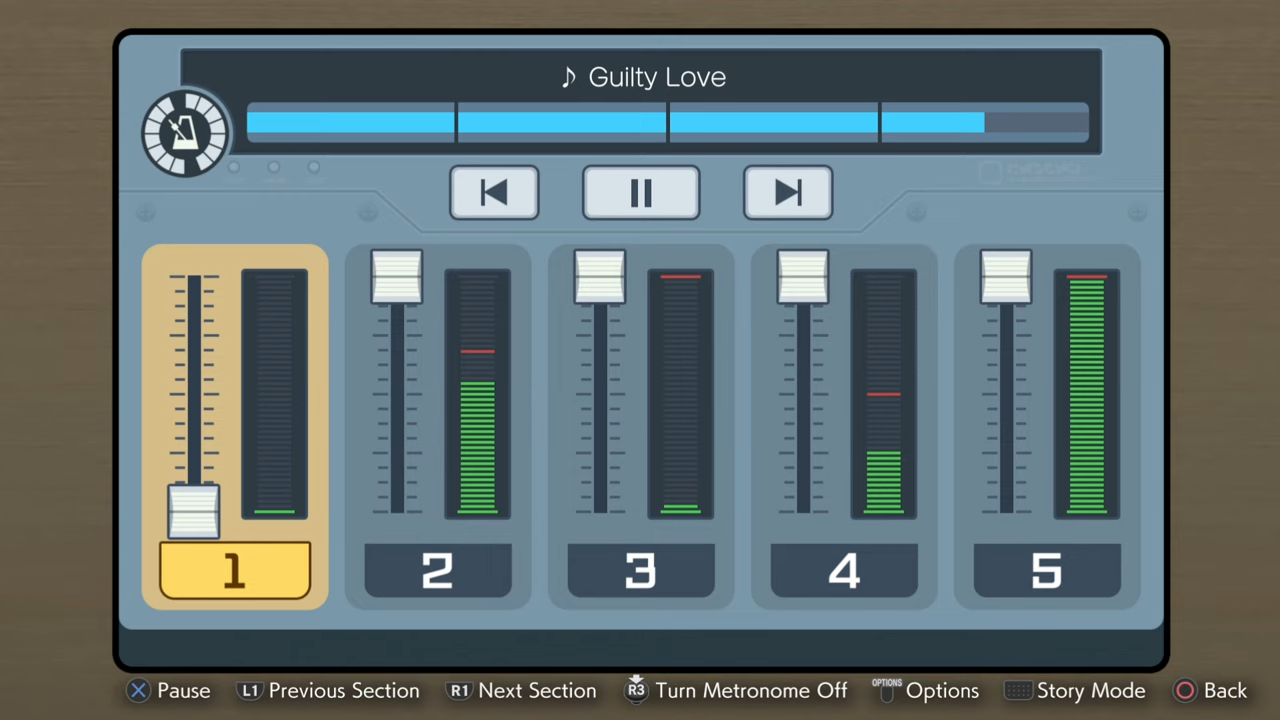 ♪ Guilty Love
1 2 3 4 5
Pause L1 Previous Section R1 Next Section R3 Turn Metronome Off OPTIONS Options Story Mode Back